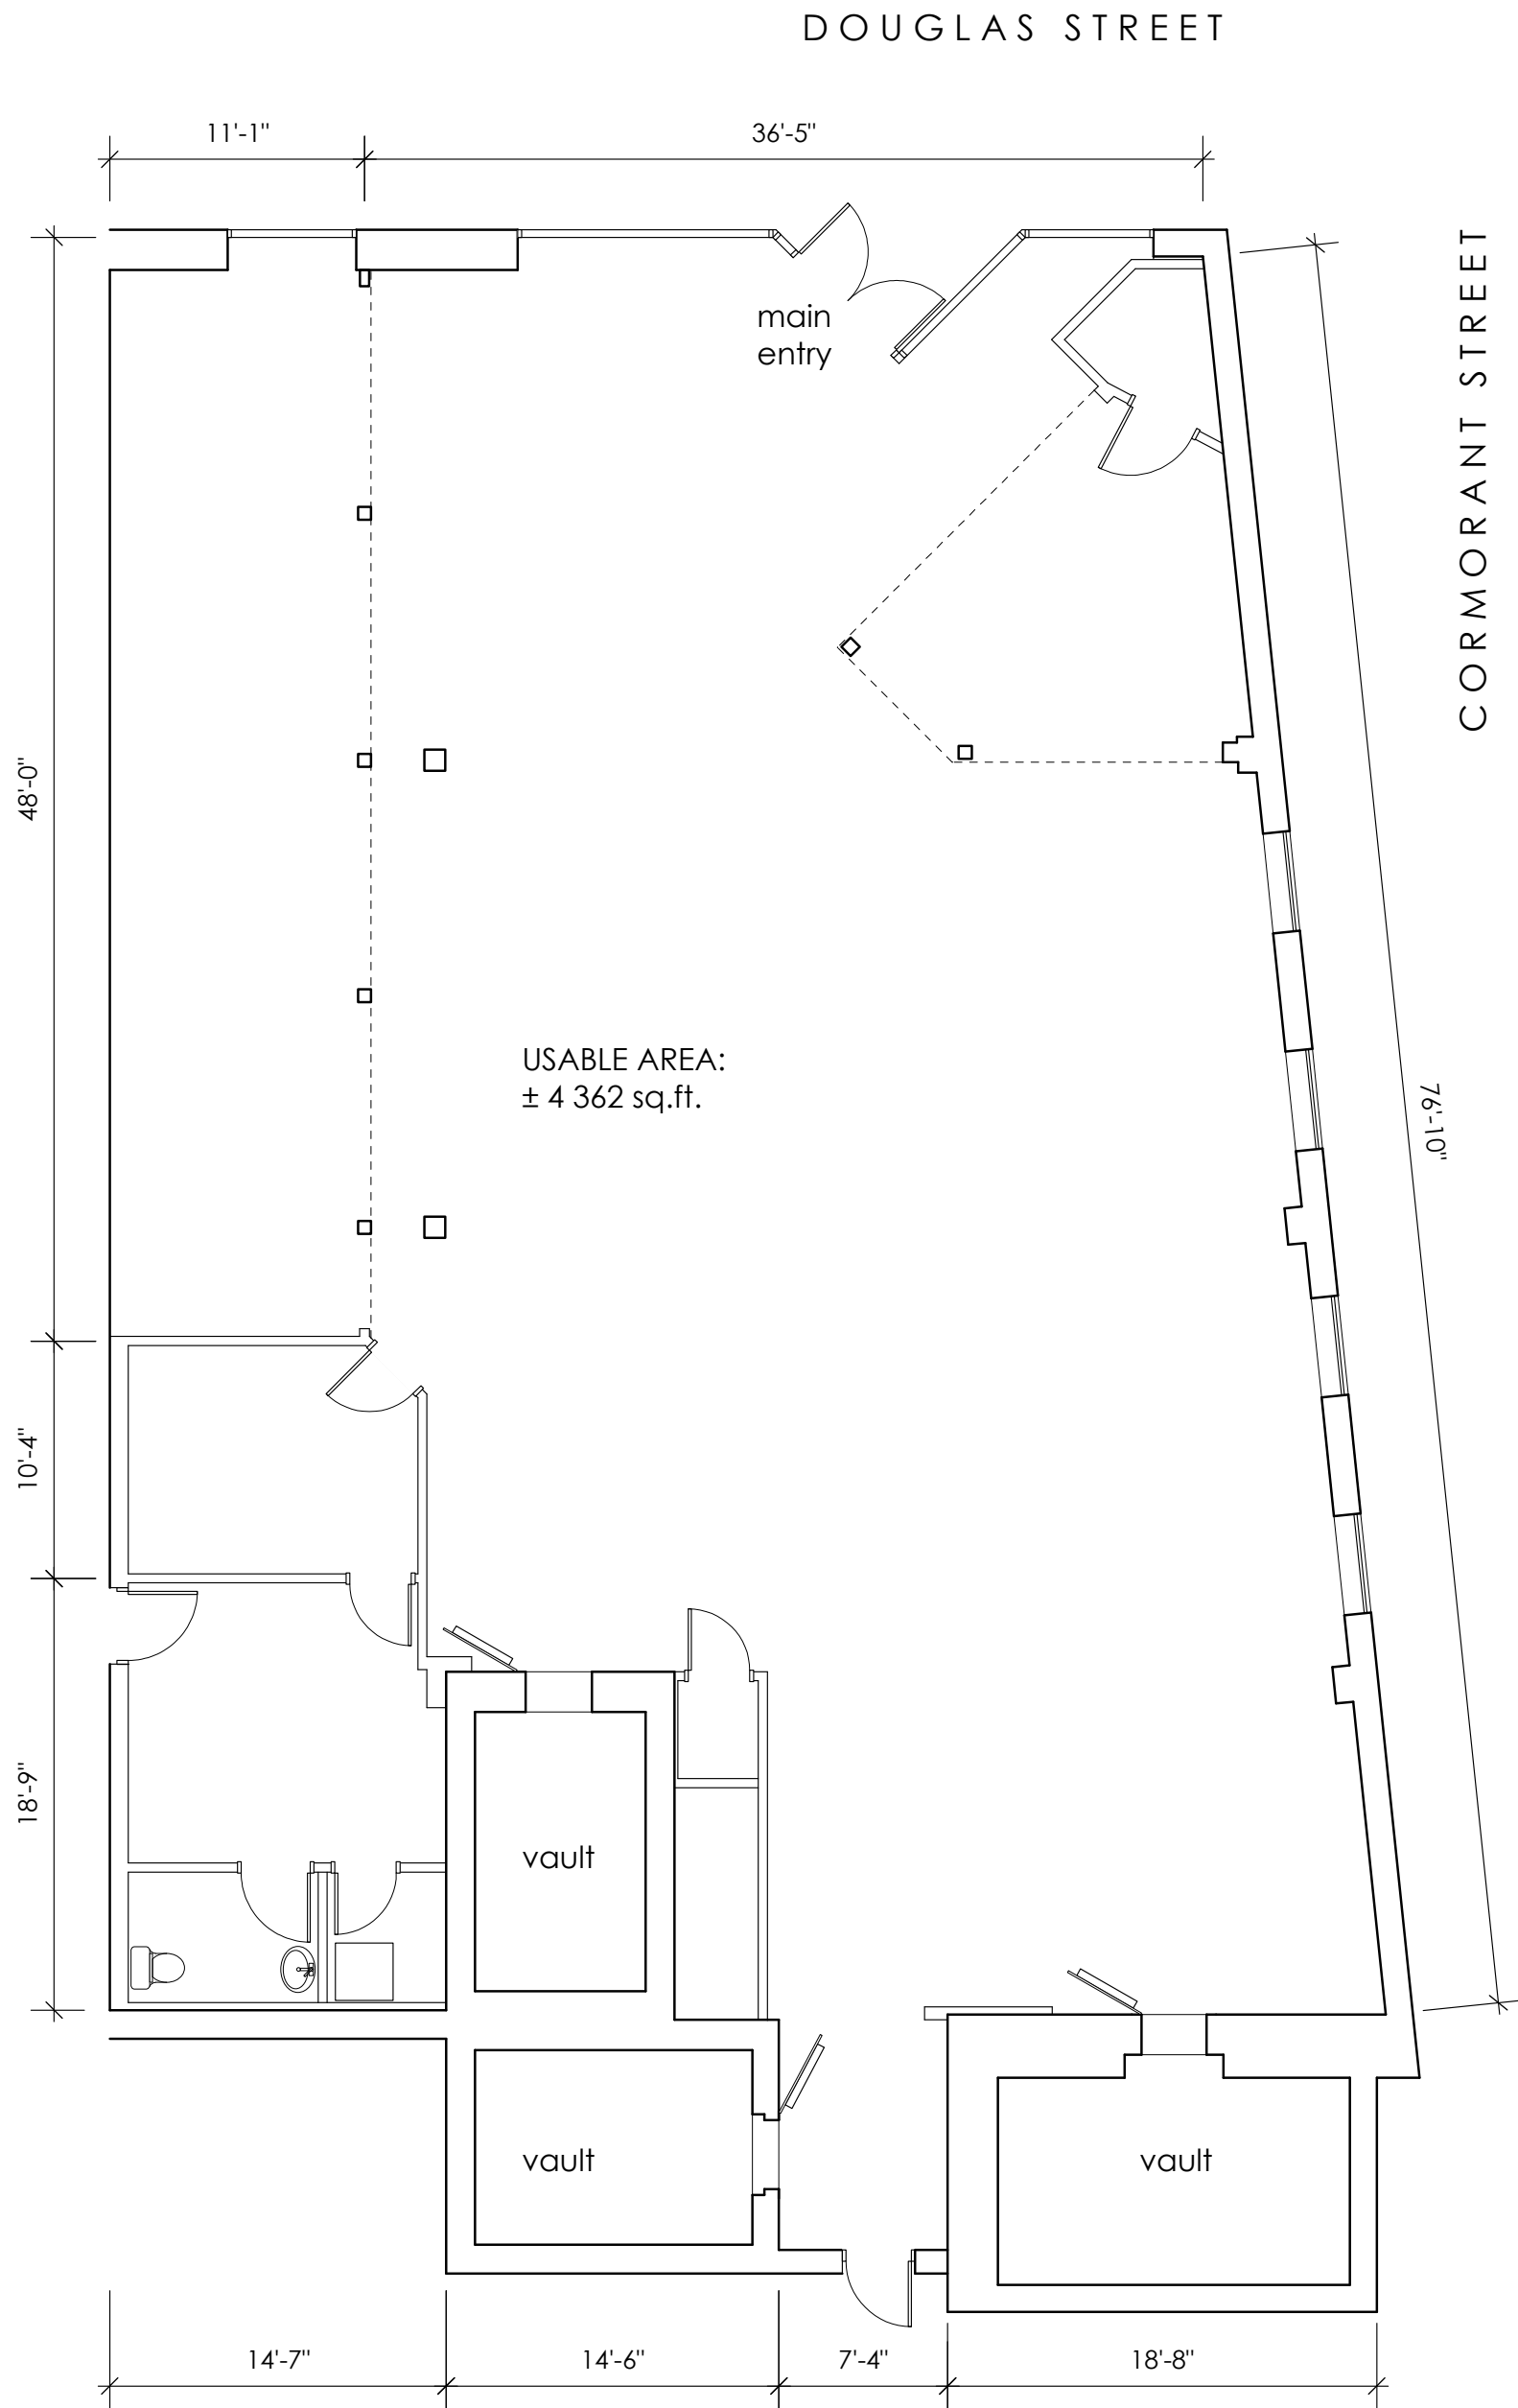 DOUGLAS STREET
11'-1"
36'-5"
main
entry
CORMORANT STREET
48'-0"
USABLE AREA:
± 4 362 sq.ft.
76'-10"
10'-4"
18'-9"
vault
vault
vault
14'-7"
14'-6"
7'-4"
18'-8"